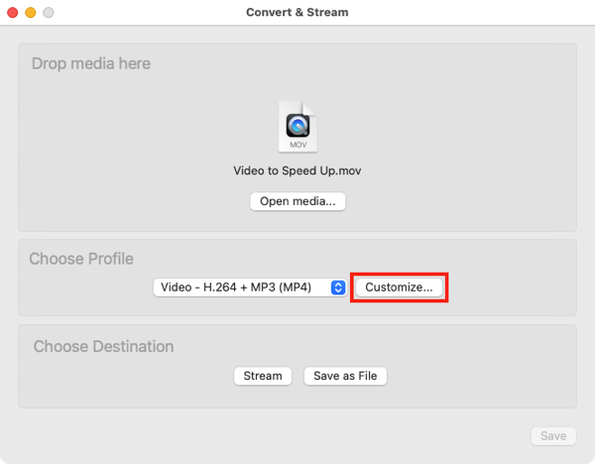 Convert & Stream
Drop media here
MOV
Video to Speed Up.mov
Open media...
Choose Profile
Video - H.264 + MP3 (MP4)
Customize...
Choose Destination
Stream
Save as File
Save